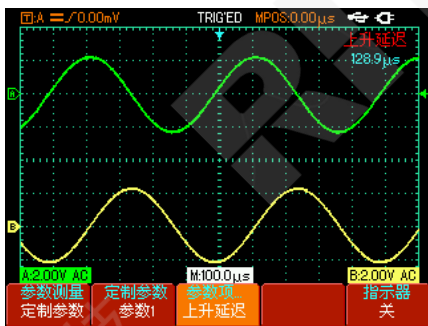 T:A /0.00mV TRIG'ED MPOS:0.00μs
上升延迟
128.9μs
A
B
A:2.00V AC M:100.0μs B:2.00V AC
参数测量 定制参数 参数项... 指示器
定制参数 参数1 上升延迟 关